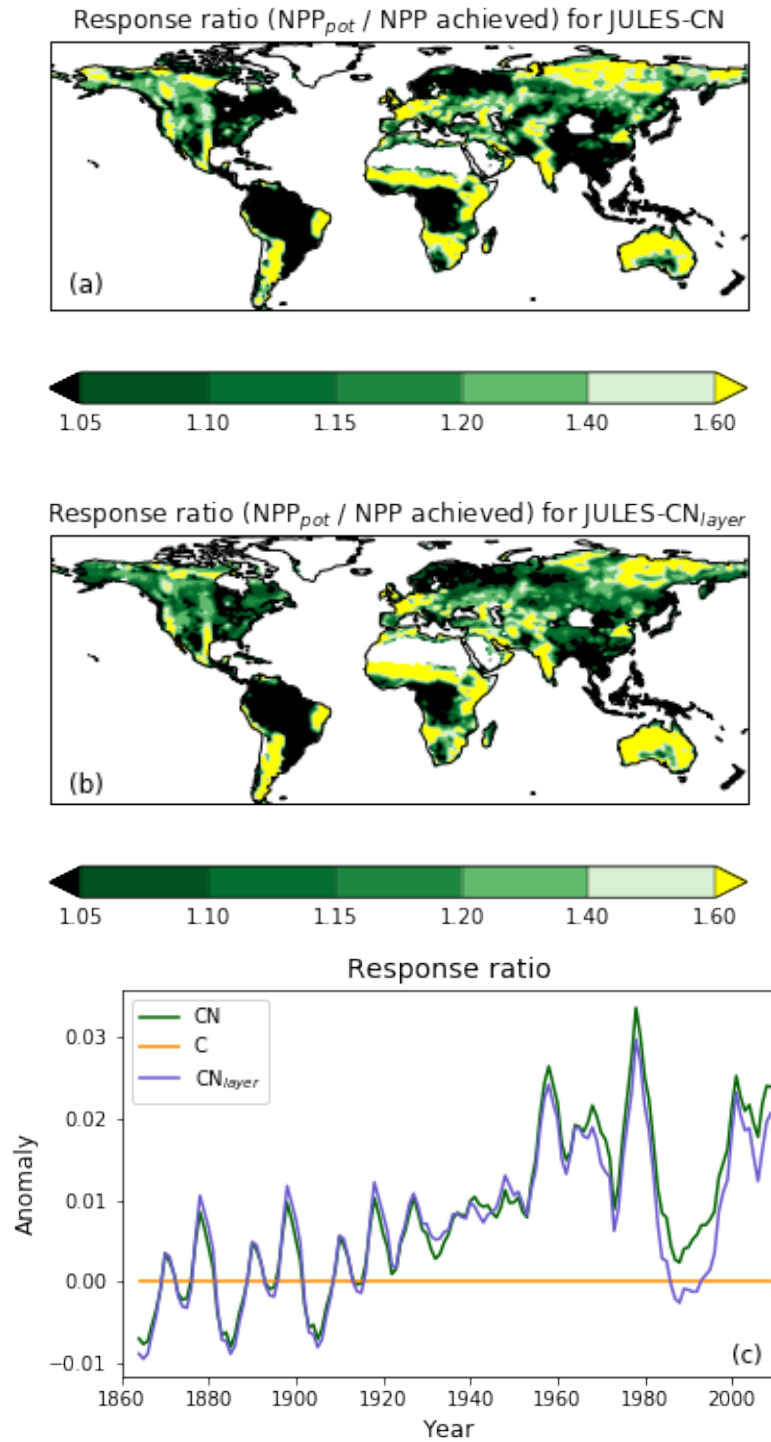 Response ratio (NPP_pot / NPP achieved) for JULES-CN
(a)
1.05 1.10 1.15 1.20 1.40 1.60
Response ratio (NPP_pot / NPP achieved) for JULES-CN_layer
(b)
1.05 1.10 1.15 1.20 1.40 1.60
Response ratio
CN
C
CN_layer
0.03
0.02
0.01
0.00
−0.01
Anomaly
(c)
1860 1880 1900 1920 1940 1960 1980 2000
Year